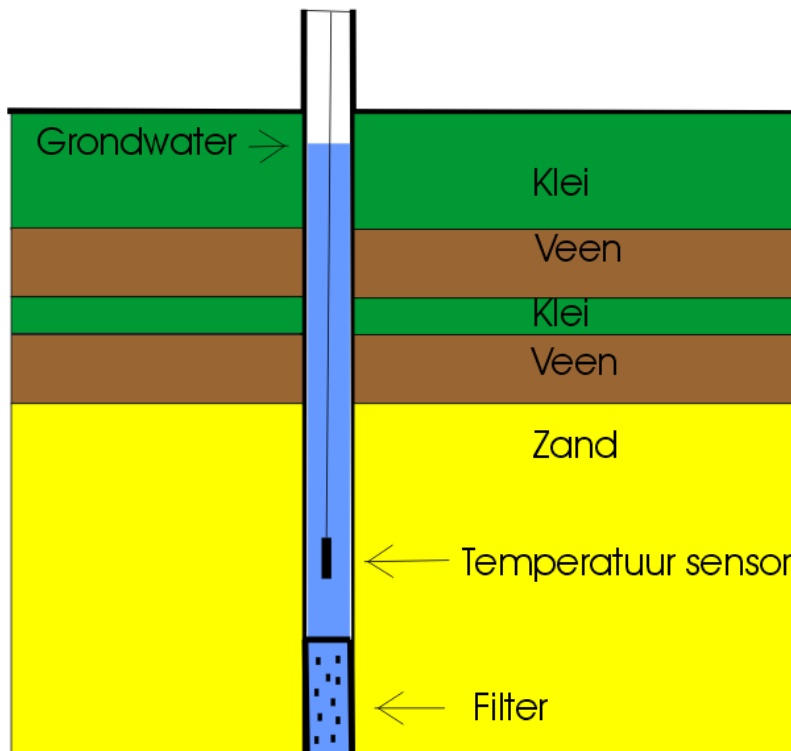 Grondwater
Klei
Veen
Klei
Veen
Zand
Temperatuur sensor
Filter